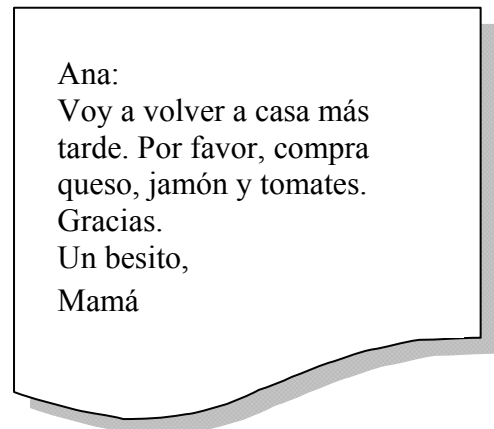 Ana:
Voy a volver a casa más
tarde. Por favor, compra
queso, jamón y tomates.
Gracias.
Un besito,
Mamá